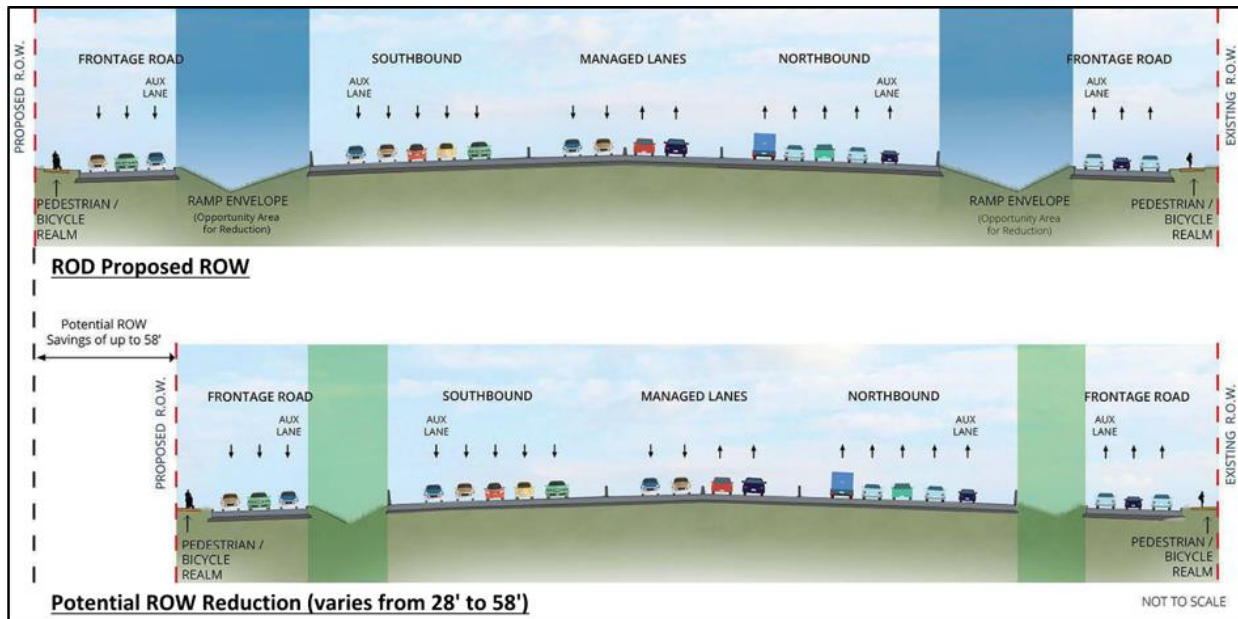 PROPOSED R.O.W.
FRONTAGE ROAD
AUX
LANE
SOUTHBOUND
AUX
LANE
MANAGED LANES
NORTHBOUND
AUX
LANE
FRONTAGE ROAD
AUX
LANE
EXISTING R.O.W.
PEDESTRIAN /
BICYCLE
REALM
RAMP ENVELOPE
(Opportunity Area
for Reduction)
RAMP ENVELOPE
(Opportunity Area
for Reduction)
PEDESTRIAN /
BICYCLE
REALM
ROD Proposed ROW
Potential ROW
Savings of up to 58'
PROPOSED R.O.W.
FRONTAGE ROAD
AUX
LANE
SOUTHBOUND
AUX
LANE
MANAGED LANES
NORTHBOUND
AUX
LANE
FRONTAGE ROAD
AUX
LANE
EXISTING R.O.W.
PEDESTRIAN /
BICYCLE
REALM
PEDESTRIAN /
BICYCLE
REALM
Potential ROW Reduction (varies from 28' to 58')
NOT TO SCALE